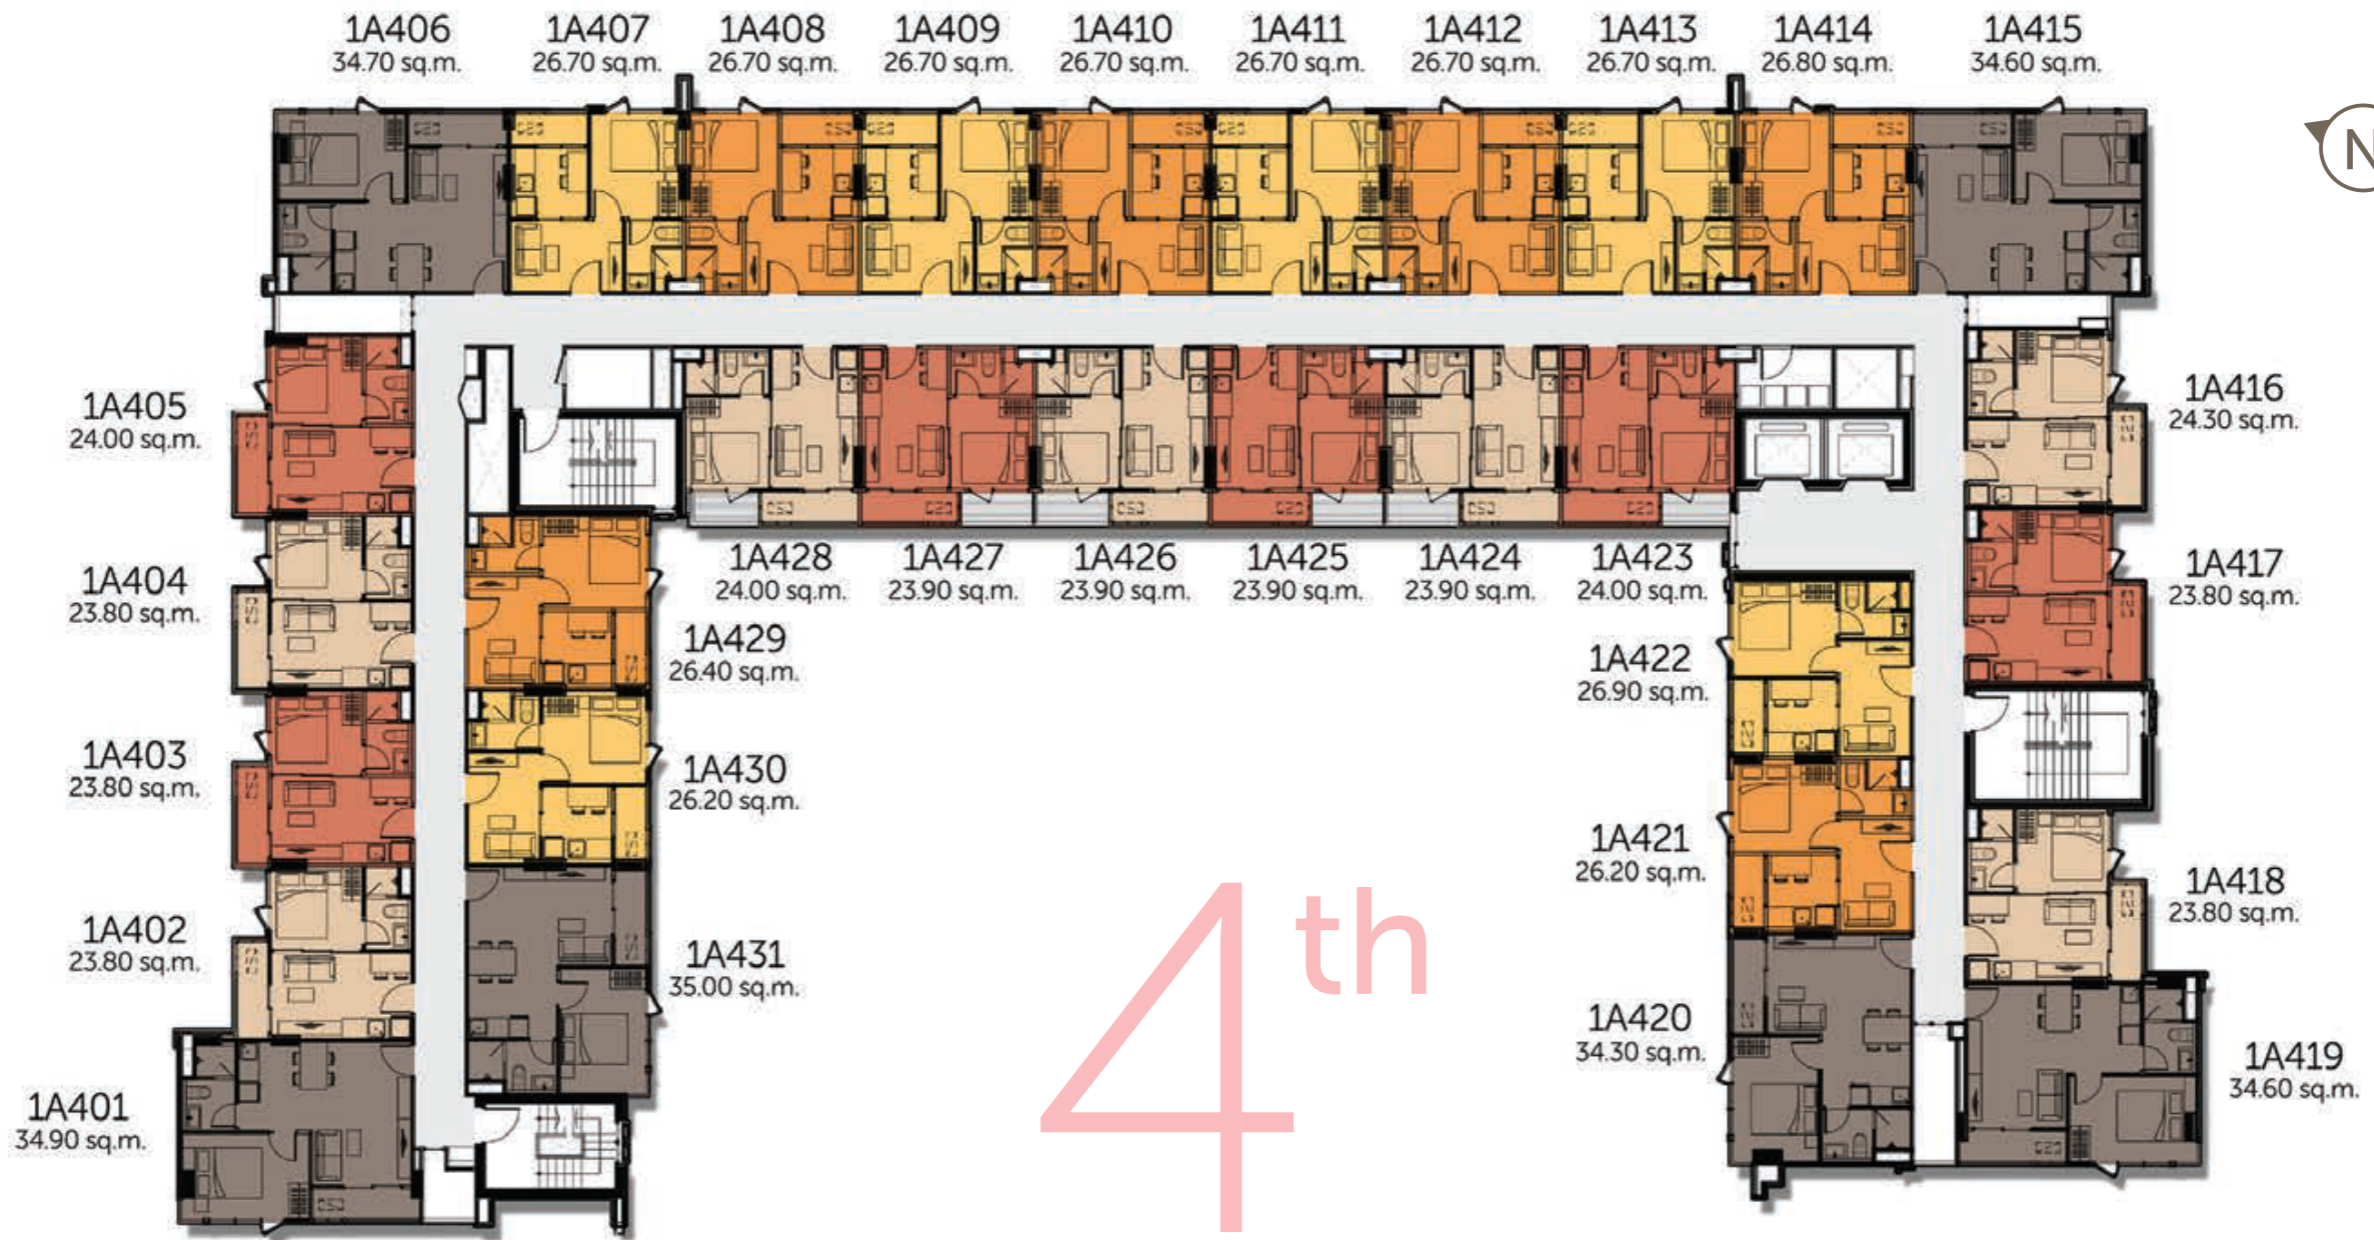 1A406
34.70 sq.m.
1A407
26.70 sq.m.
1A408
26.70 sq.m.
1A409
26.70 sq.m.
1A410
26.70 sq.m.
1A411
26.70 sq.m.
1A412
26.70 sq.m.
1A413
26.70 sq.m.
1A414
26.80 sq.m.
1A415
34.60 sq.m.
N
1A405
24.00 sq.m.
1A404
23.80 sq.m.
1A403
23.80 sq.m.
1A402
23.80 sq.m.
1A401
34.90 sq.m.
1A428
24.00 sq.m.
1A427
23.90 sq.m.
1A426
23.90 sq.m.
1A425
23.90 sq.m.
1A424
23.90 sq.m.
1A423
24.00 sq.m.
1A429
26.40 sq.m.
1A430
26.20 sq.m.
1A431
35.00 sq.m.
1A422
26.90 sq.m.
1A421
26.20 sq.m.
1A420
34.30 sq.m.
1A416
24.30 sq.m.
1A417
23.80 sq.m.
1A418
23.80 sq.m.
1A419
34.60 sq.m.
4th